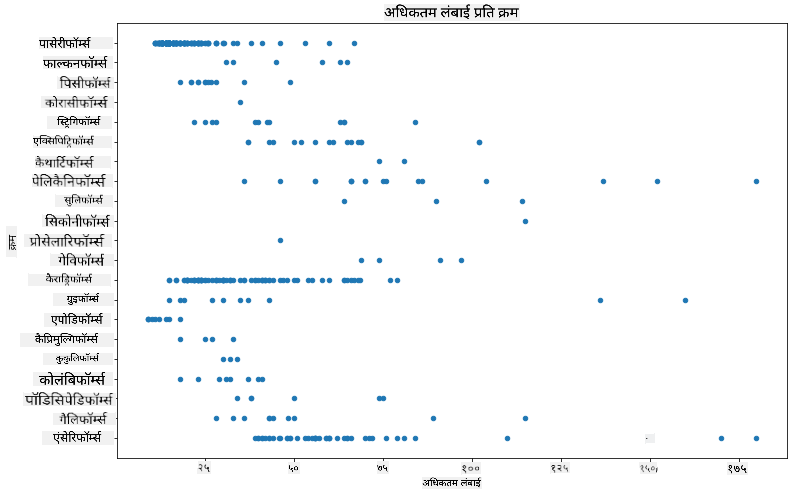 अधिकतम लंबाई प्रति क्रम
पासेरीफॉर्म्स
फाल्कनफॉर्म्स
पिसीफॉर्म्स
कोरासीफॉर्म्स
स्ट्रिगिफॉर्म्स
एक्सिपिट्रिफॉर्म्स
कैथार्टिफॉर्म्स
पेलिकैनिफॉर्म्स
सुलिफॉर्म्स
सिकोनीफॉर्म्स
प्रोसेलारिफॉर्म्स
गेविफॉर्म्स
कैराड्रिफॉर्म्स
ग्रुइफॉर्म्स
एपोडिफॉर्म्स
कैप्रिमुल्गिफॉर्म्स
कुकुलिफॉर्म्स
कोलंबिफॉर्म्स
पॉडिसिपेडिफॉर्म्स
गैलिफॉर्म्स
एंसेरिफॉर्म्स
क्रम
२५ ५० ७५ १०० १२५ १५० १७५
अधिकतम लंबाई